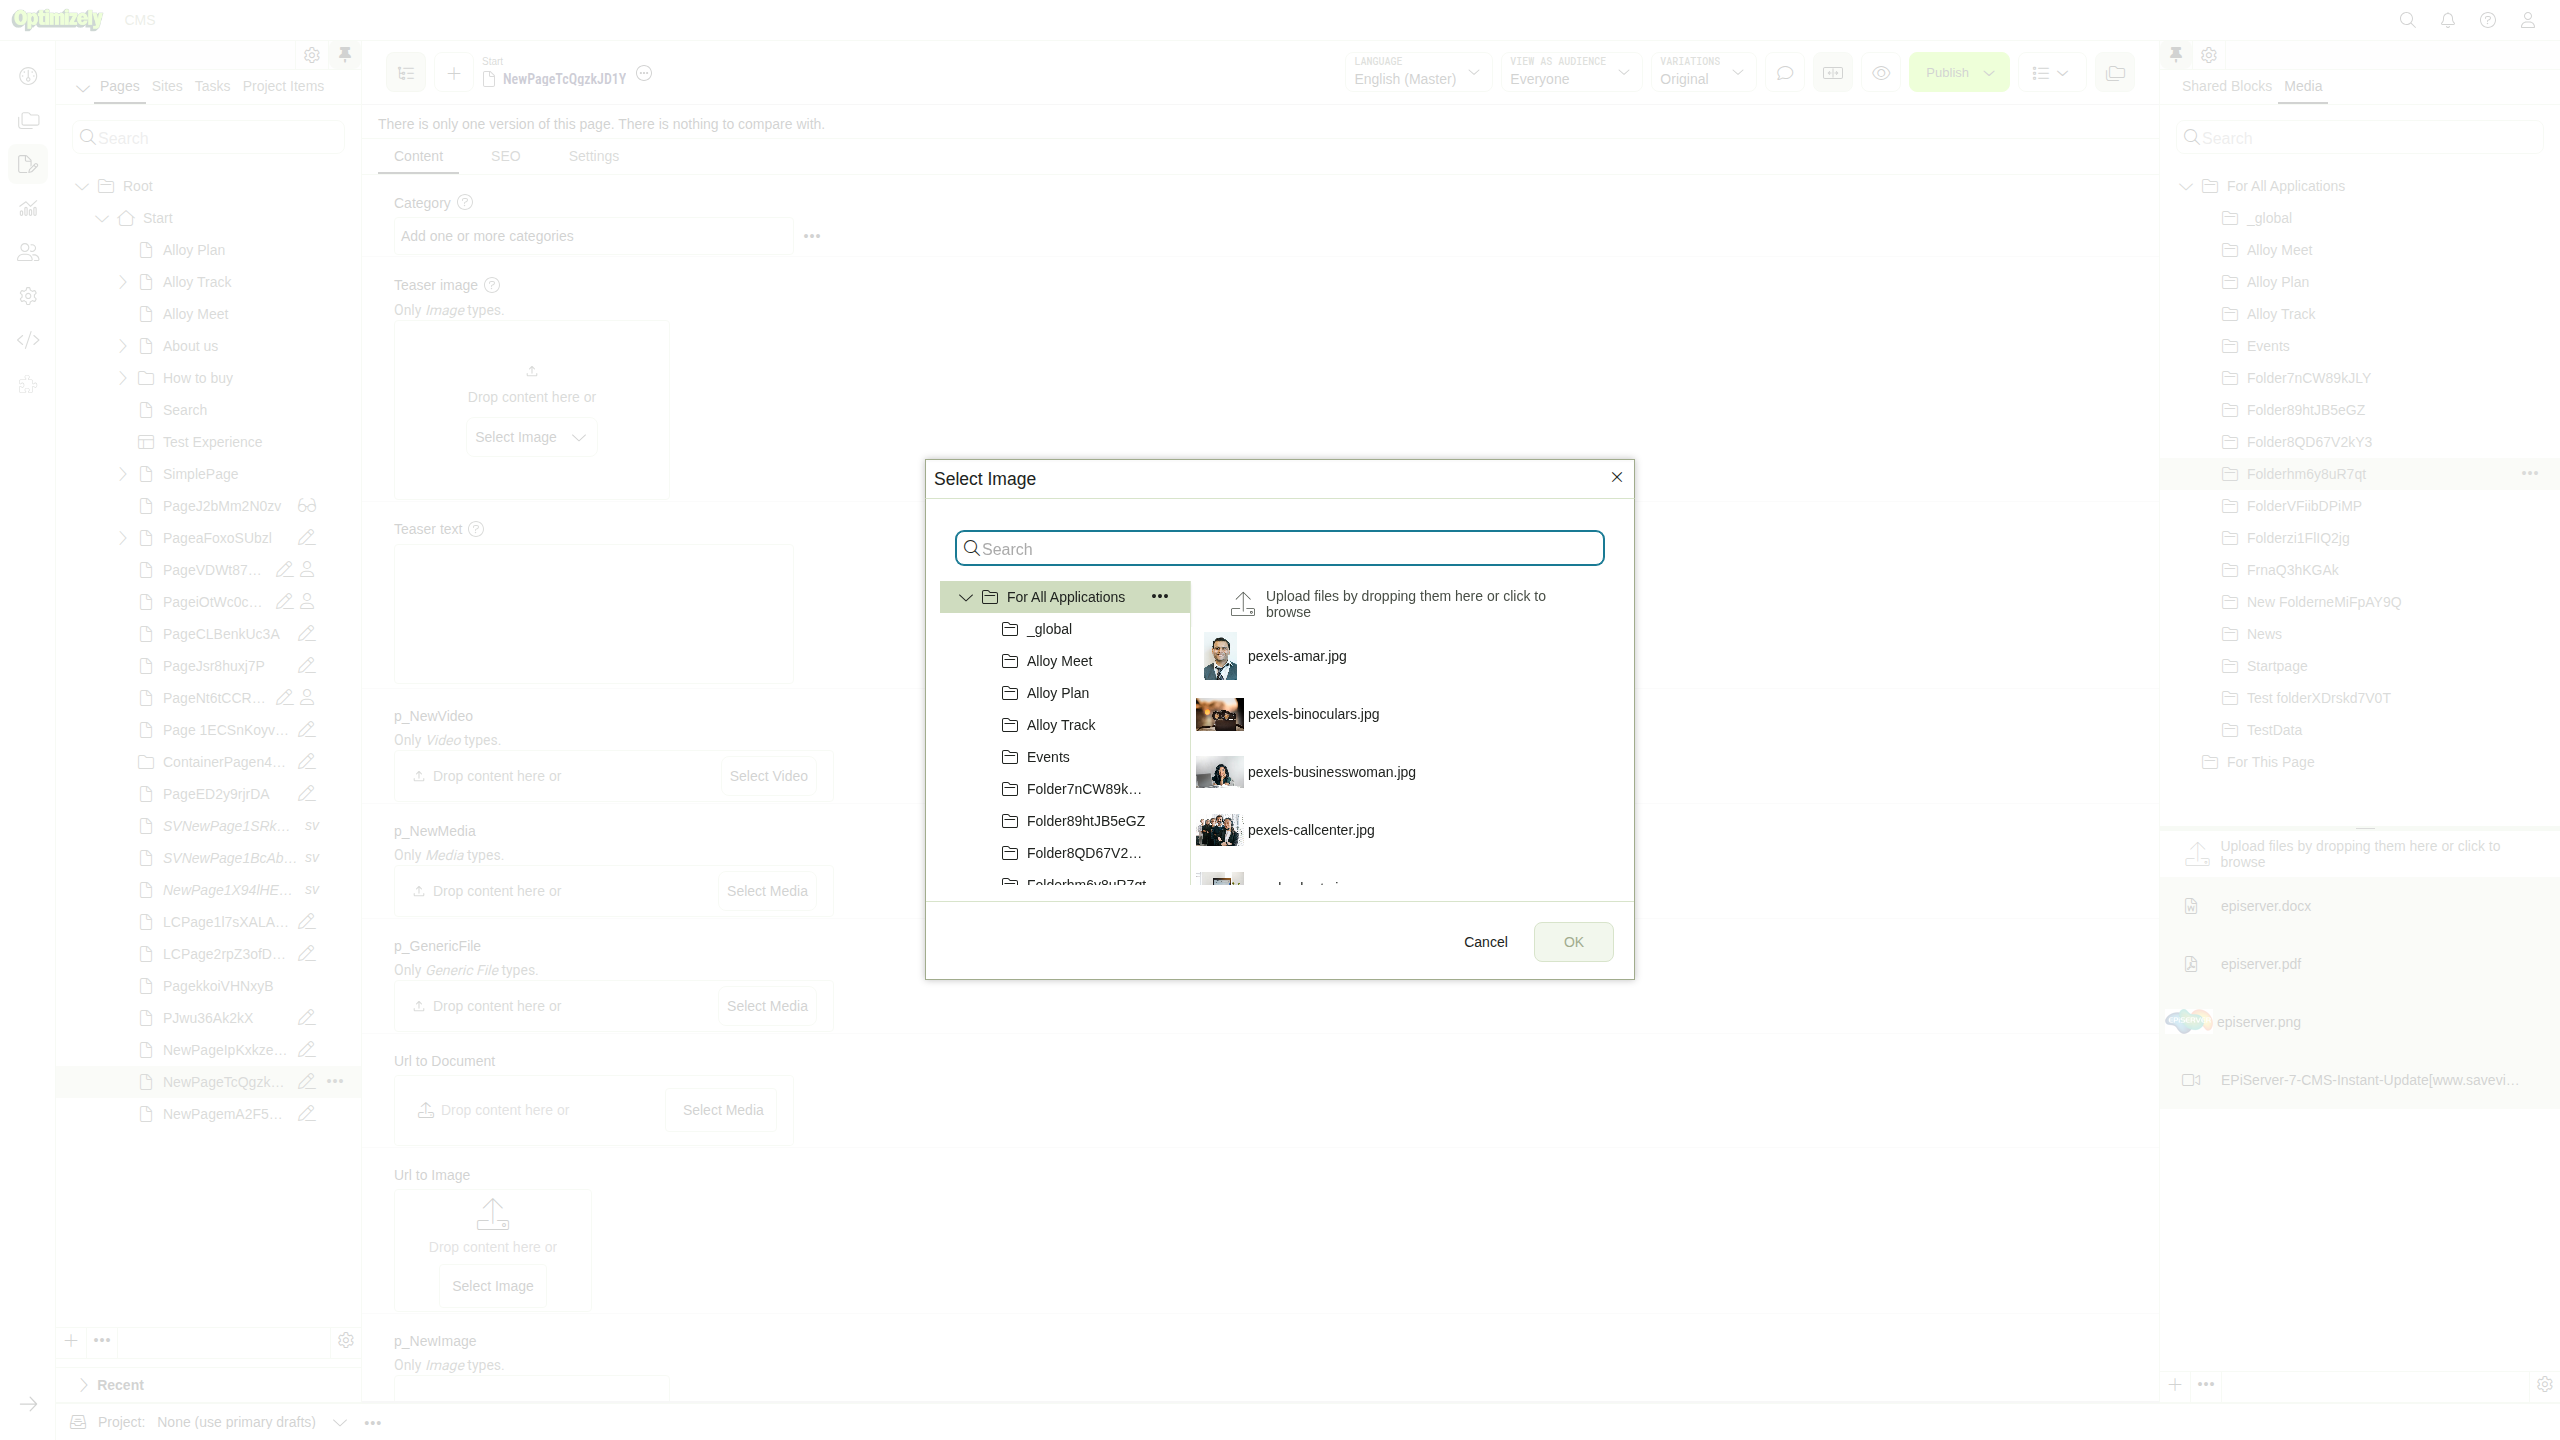 Optimizely
CMS
Pages
Sites
Tasks
Project Items
Search
Root
Start
Alloy Plan
Alloy Track
Alloy Meet
About us
How to buy
Search
Test Experience
SimplePage
PageJ2bMm2N0zv
PageaFoxoSUbzl
PageVDWt87...
PageiOtWc0c...
PageCLBenkUc3A
PageJsr8huxj7P
PageNt6tCCR...
Page 1ECSnKoyv...
ContainerPagen4...
PageED2y9rjrDA
SVNewPage1SRk... sv
SVNewPage1BcAb... sv
NewPage1X94lHE... sv
LCPage1l7sXALA...
LCPage2rpZ3ofD...
PagekkoiVHNxyB
PJwu36Ak2kX
NewPageIpKxkze...
NewPageTcQgzk...
NewPagemA2F5...
Recent
Project: None (use primary drafts)
Start
NewPageTcQgzkJD1Y
LANGUAGE
English (Master)
VIEW AS AUDIENCE
Everyone
VARIATIONS
Original
Publish
There is only one version of this page. There is nothing to compare with.
Content
SEO
Settings
Category
Add one or more categories
Teaser image
Only Image types.
Drop content here or
Select Image
Teaser text
p_NewVideo
Only Video types.
Drop content here or
Select Video
p_NewMedia
Only Media types.
Drop content here or
Select Media
p_GenericFile
Only Generic File types.
Drop content here or
Select Media
Url to Document
Drop content here or
Select Media
Url to Image
Drop content here or
Select Image
p_NewImage
Only Image types.
Select Image
Search
For All Applications
_global
Alloy Meet
Alloy Plan
Alloy Track
Events
Folder7nCW89k...
Folder89htJB5eGZ
Folder8QD67V2...
Folderhm6y8uR7qt
Upload files by dropping them here or click to
browse
pexels-amar.jpg
pexels-binoculars.jpg
pexels-businesswoman.jpg
pexels-callcenter.jpg
Cancel
OK
Shared Blocks
Media
Search
For All Applications
_global
Alloy Meet
Alloy Plan
Alloy Track
Events
Folder7nCW89kJLY
Folder89htJB5eGZ
Folder8QD67V2kY3
Folderhm6y8uR7qt
FolderVFiibDPiMP
Folderzi1FlIQ2jg
FrnaQ3hKGAk
New FolderneMiFpAY9Q
News
Startpage
Test folderXDrskd7V0T
TestData
For This Page
Upload files by dropping them here or click to
browse
episerver.docx
episerver.pdf
episerver.png
EPiServer-7-CMS-Instant-Update[www.savevi...